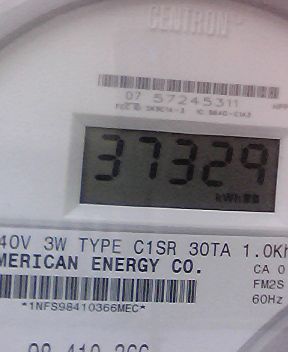 CENTRON
07 57245311
37329
kWh
40V 3W TYPE C1SR 30TA 1.0Kh
MERICAN ENERGY CO.
CA 0
FM2S
60Hz
*1NFS98410366MEC*